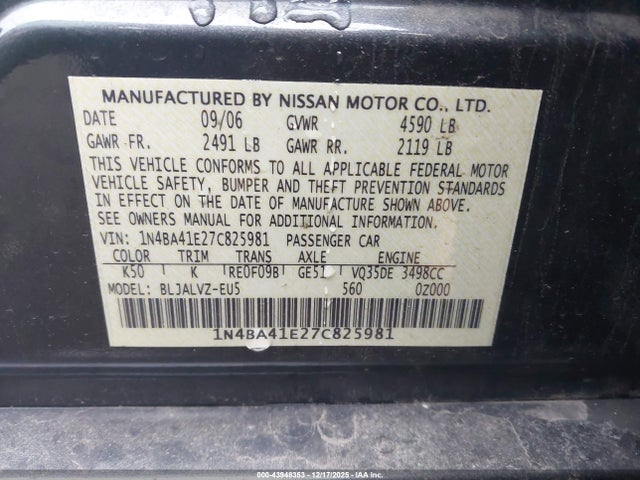 MANUFACTURED BY NISSAN MOTOR CO., LTD.
DATE 09/06 GVWR 4590 LB
GAWR FR. 2491 LB GAWR RR. 2119 LB
THIS VEHICLE CONFORMS TO ALL APPLICABLE FEDERAL MOTOR
VEHICLE SAFETY, BUMPER AND THEFT PREVENTION STANDARDS
IN EFFECT ON THE DATE OF MANUFACTURE SHOWN ABOVE.
SEE OWNERS MANUAL FOR ADDITIONAL INFORMATION.
VIN: 1N4BA41E27C825981 PASSENGER CAR
COLOR TRIM TRANS AXLE ENGINE
K50 K RE0F09B GE51 VQ35DE 3498CC
MODEL: BLJALVZ-EU5 560 0Z000
1N4BA41E27C825981
000-43948353 - 12/17/2025 - IAA Inc.